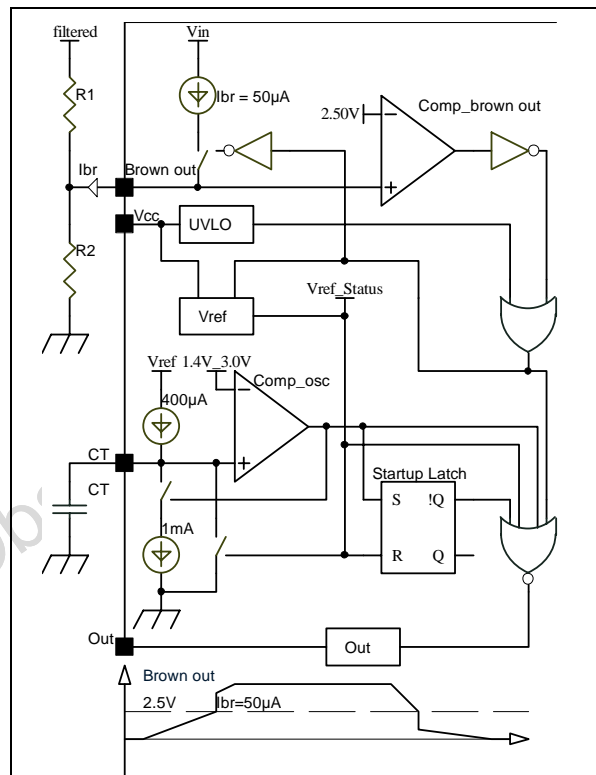 filtered
Vin
R1
Ibr = 50µA
Comp_brown out
2.50V
Ibr
Brown out
Vcc
UVLO
R2
Vref_Status
Vref
Vref 1.4V_3.0V
Comp_osc
400µA
CT
CT
Startup Latch
S !Q
1mA
R Q
Out
Out
Brown out
2.5V
Ibr=50µA